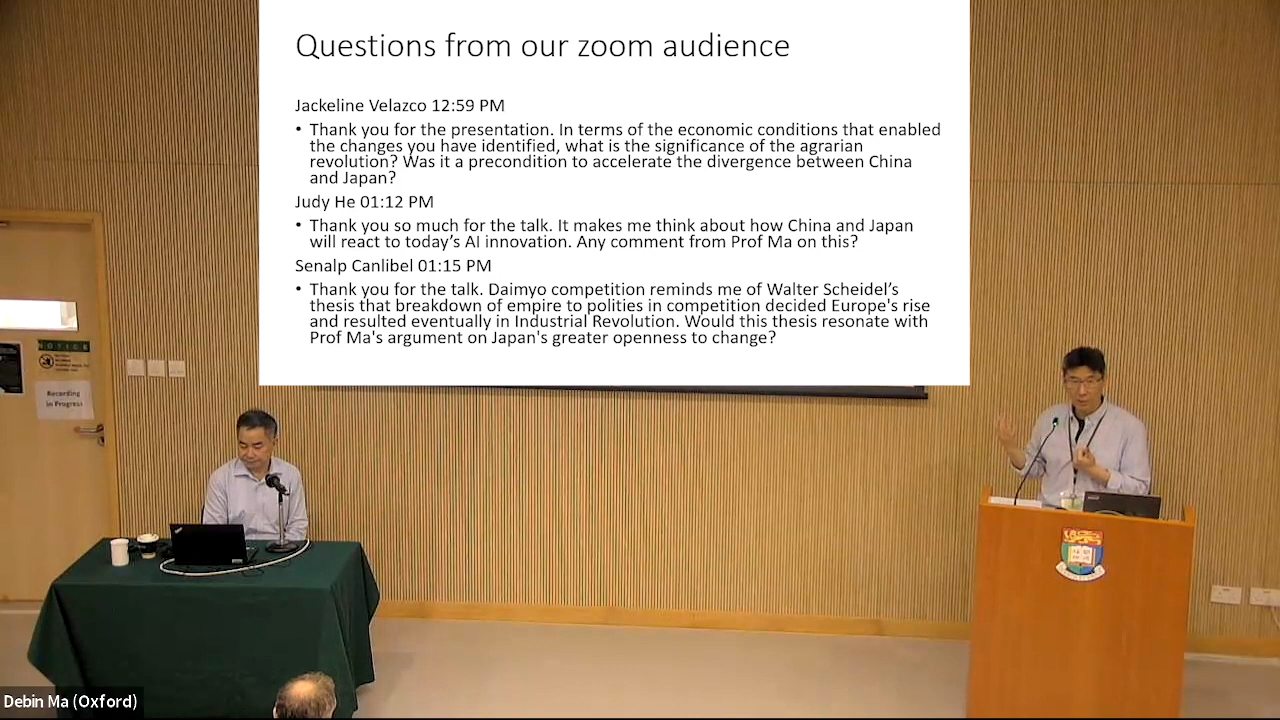 Questions from our zoom audience
Jackeline Velazco 12:59 PM
• Thank you for the presentation. In terms of the economic conditions that enabled
the changes you have identified, what is the significance of the agrarian
revolution? Was it a precondition to accelerate the divergence between China
and Japan?
Judy He 01:12 PM
• Thank you so much for the talk. It makes me think about how China and Japan
will react to today's AI innovation. Any comment from Prof Ma on this?
Senalp Canlibel 01:15 PM
• Thank you for the talk. Daimyo competition reminds me of Walter Scheidel's
thesis that breakdown of empire to polities in competition decided Europe's rise
and resulted eventually in Industrial Revolution. Would this thesis resonate with
Prof Ma's argument on Japan's greater openness to change?
NOTICE
Recording
in Progress
Debin Ma (Oxford)